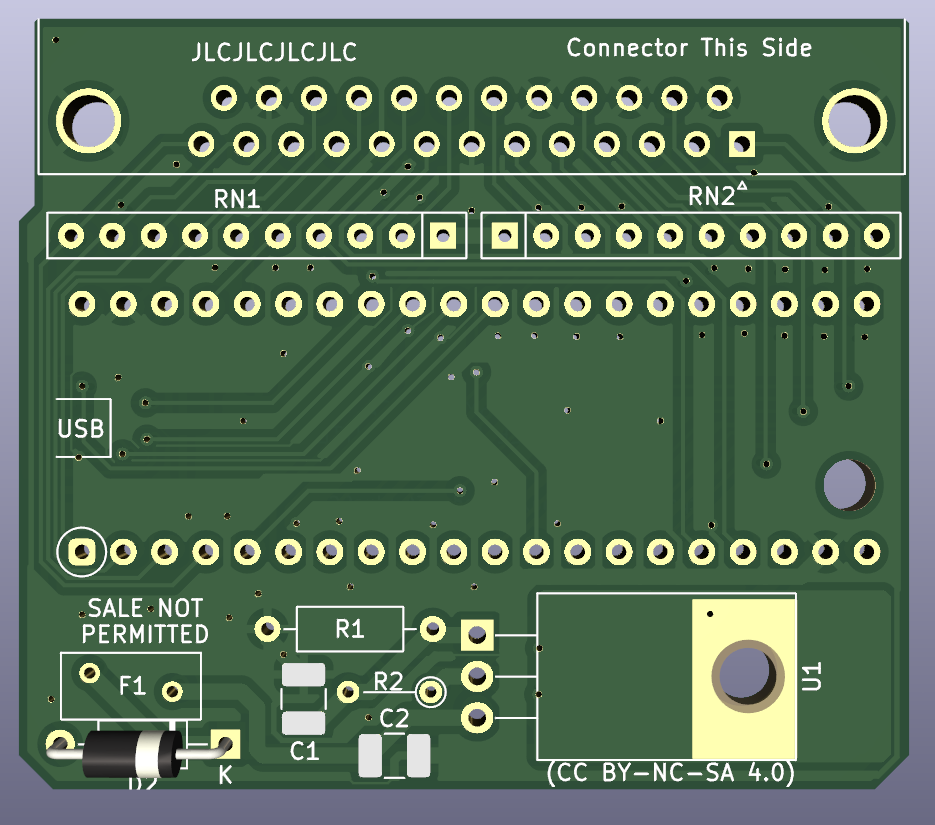 JLCJLCJLCJLC
Connector This Side
RN1
RN2
USB
SALE NOT
PERMITTED
R1
F1
R2
U1
C2
C1
K
D2
(CC BY-NC-SA 4.0)